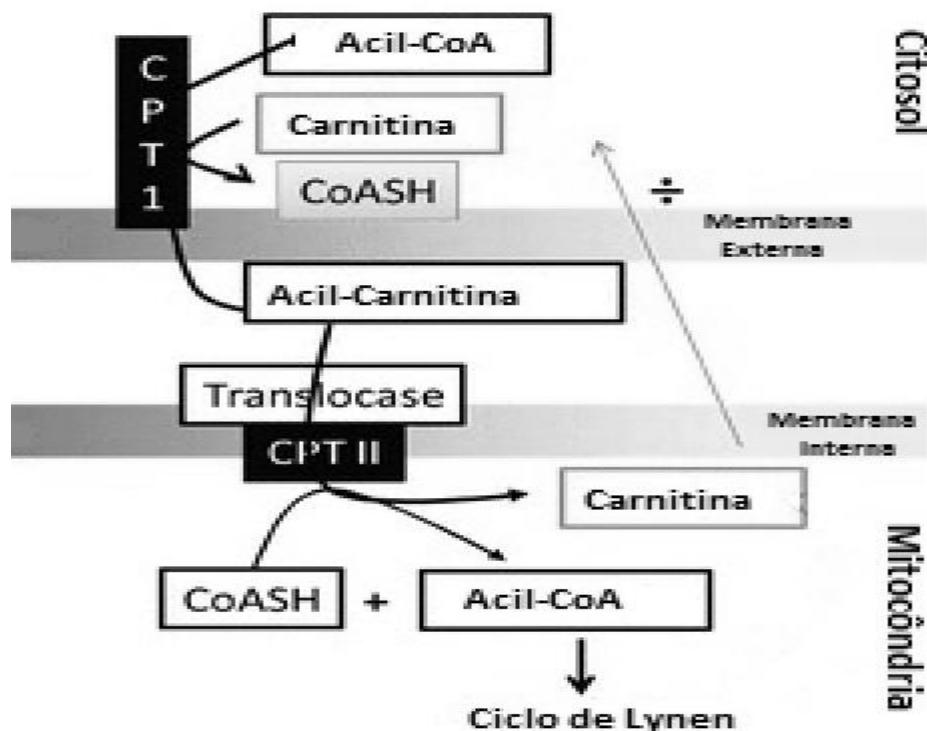 Acil-CoA
C
P
T
1
Carnitina
CoASH
Citosol
÷
Membrana
Externa
Acil-Carnitina
Translocase
CPT II
Membrana
Interna
Carnitina
CoASH + Acil-CoA
Mitocôndria
Ciclo de Lynen